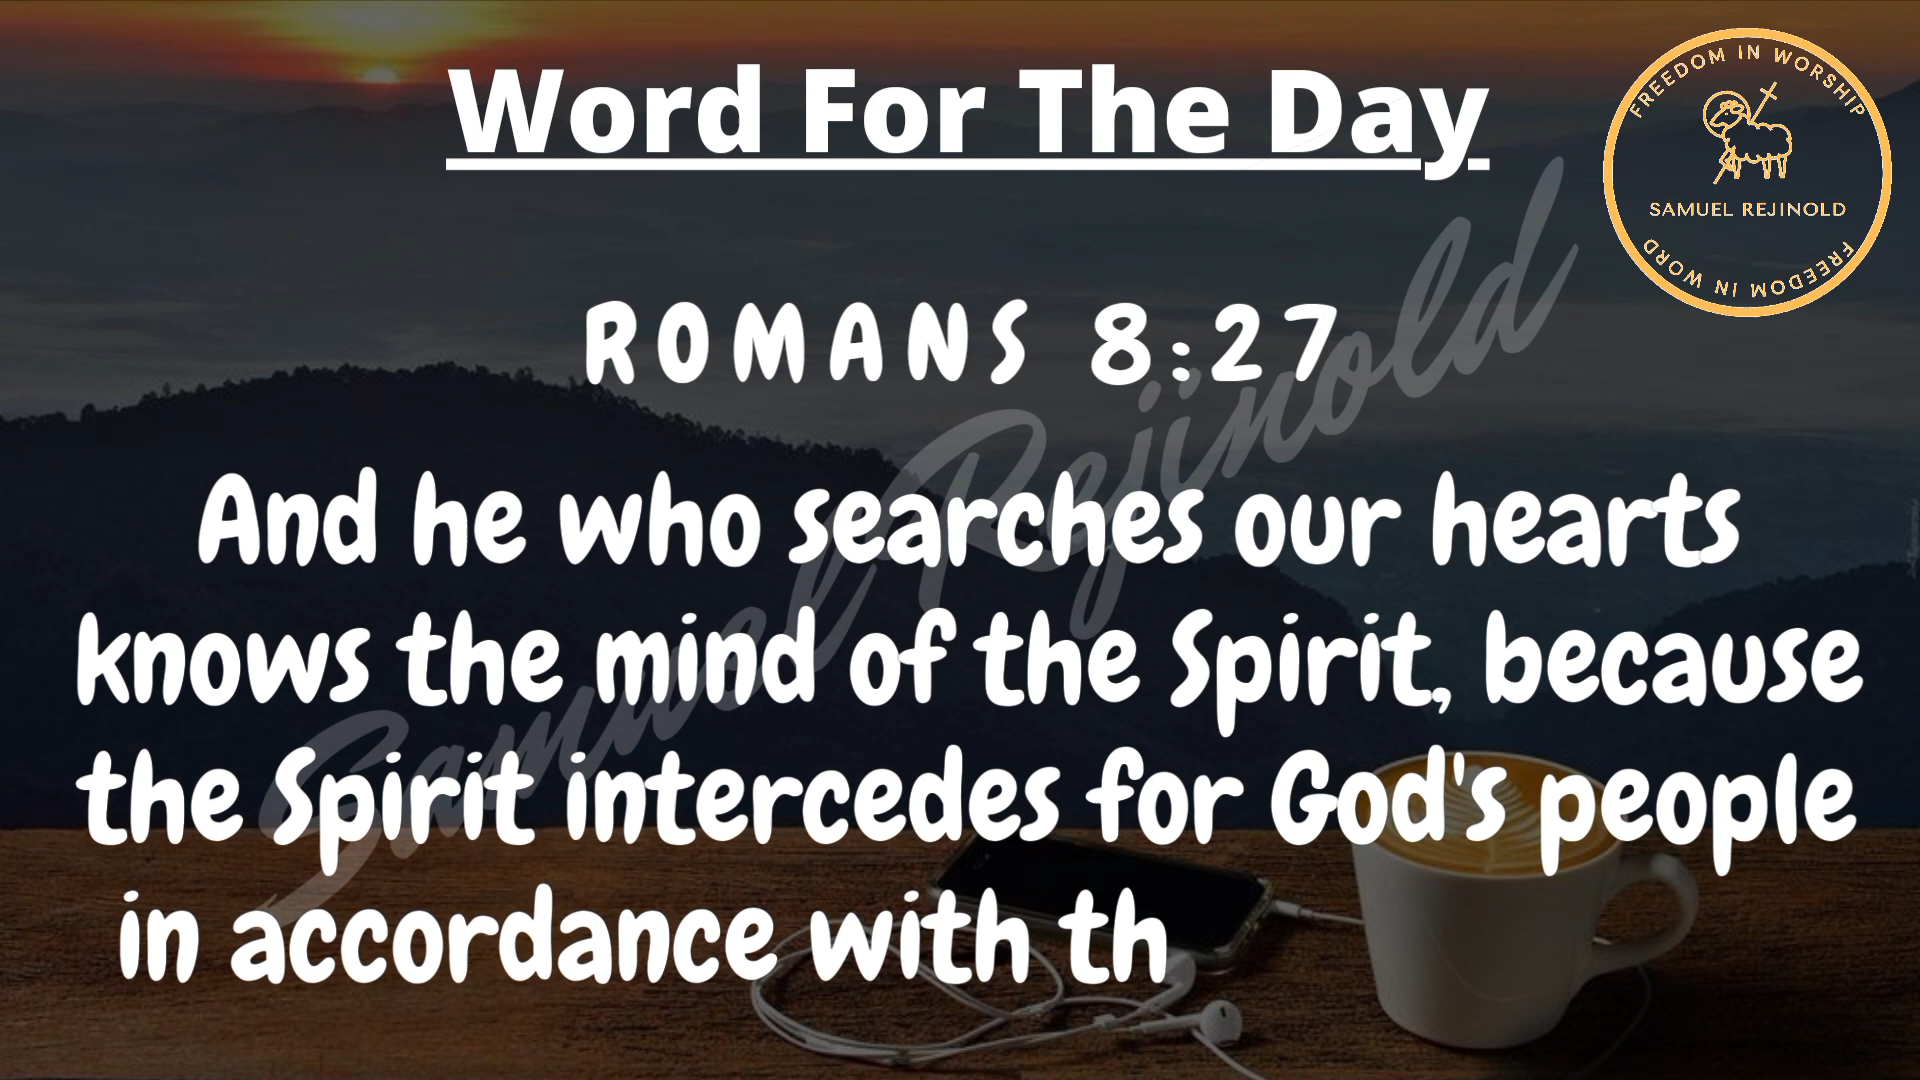 Word For The Day
FREEDOM IN WORSHIP
SAMUEL REJINOLD
FREEDOM IN WORD
ROMANS 8:27
And he who searches our hearts
knows the mind of the Spirit, because
the Spirit intercedes for God's people
in accordance with th
Samuel Rejinold